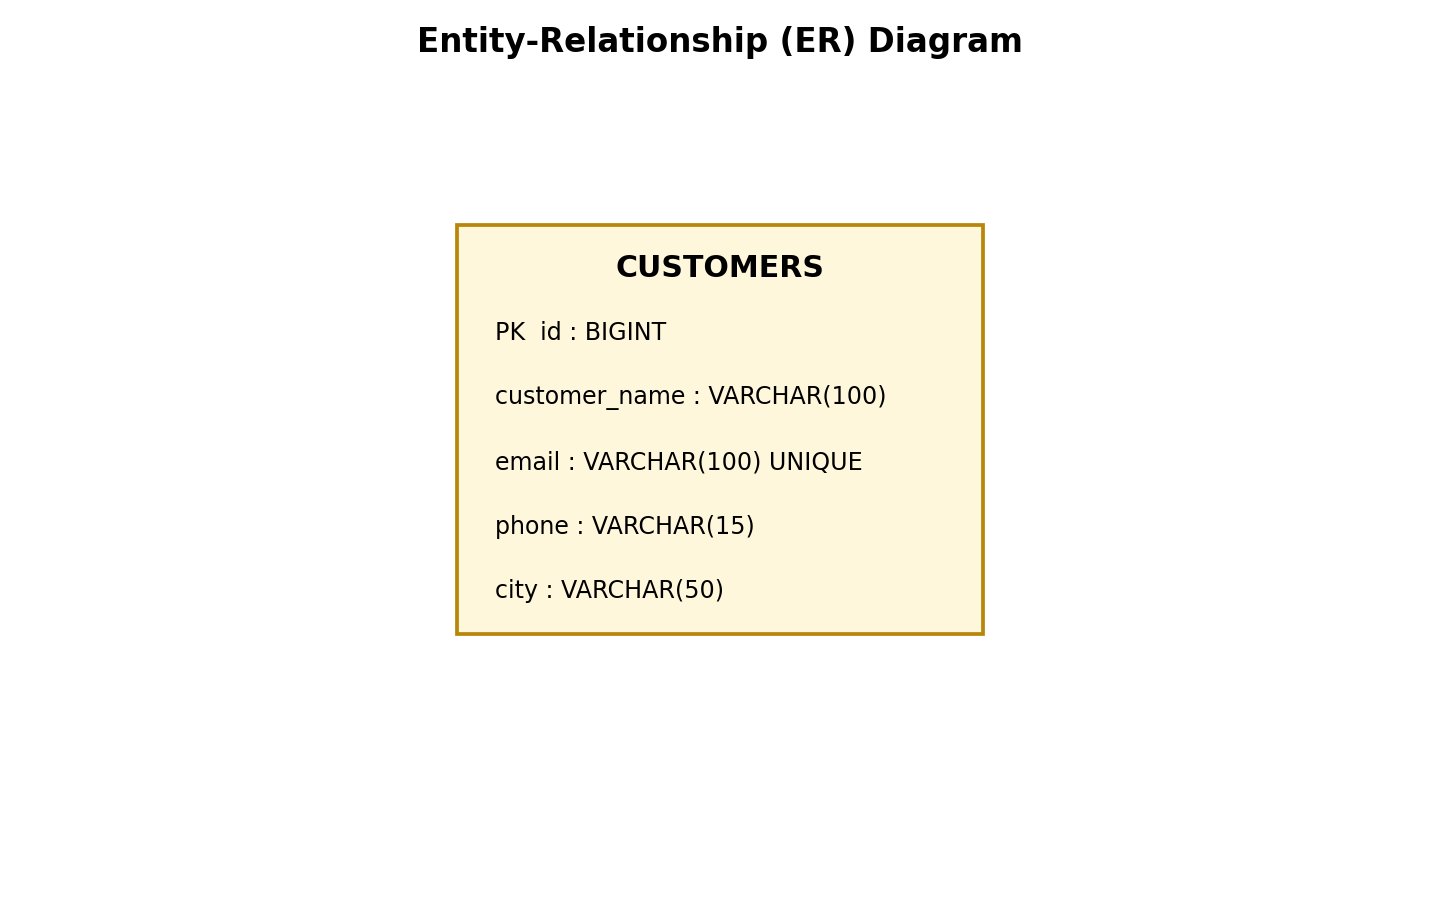 Entity-Relationship (ER) Diagram
CUSTOMERS
PK  id : BIGINT
customer_name : VARCHAR(100)
email : VARCHAR(100) UNIQUE
phone : VARCHAR(15)
city : VARCHAR(50)